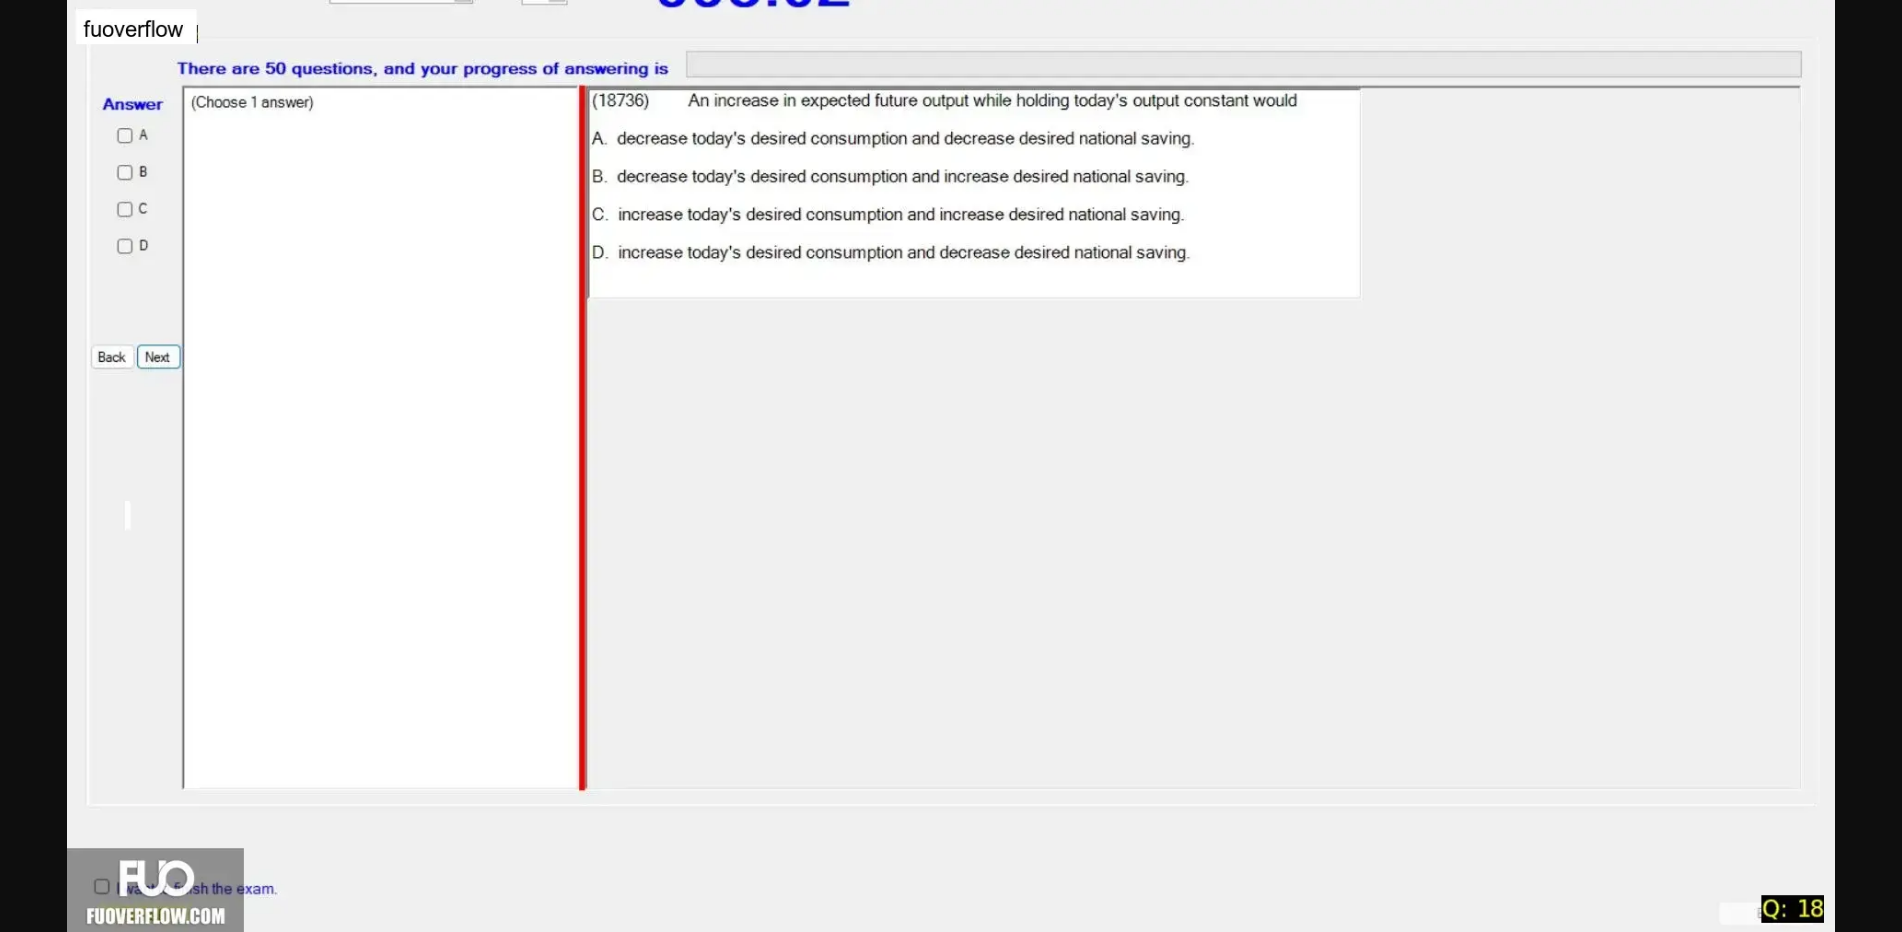 fuoverflow
There are 50 questions, and your progress of answering is
Answer
(Choose 1 answer)
A
B
C
D
Back Next
(18736) An increase in expected future output while holding today's output constant would
A. decrease today's desired consumption and decrease desired national saving.
B. decrease today's desired consumption and increase desired national saving.
C. increase today's desired consumption and increase desired national saving.
D. increase today's desired consumption and decrease desired national saving.
FUO
the exam.
FUOVERFLOW.COM
Q: 18